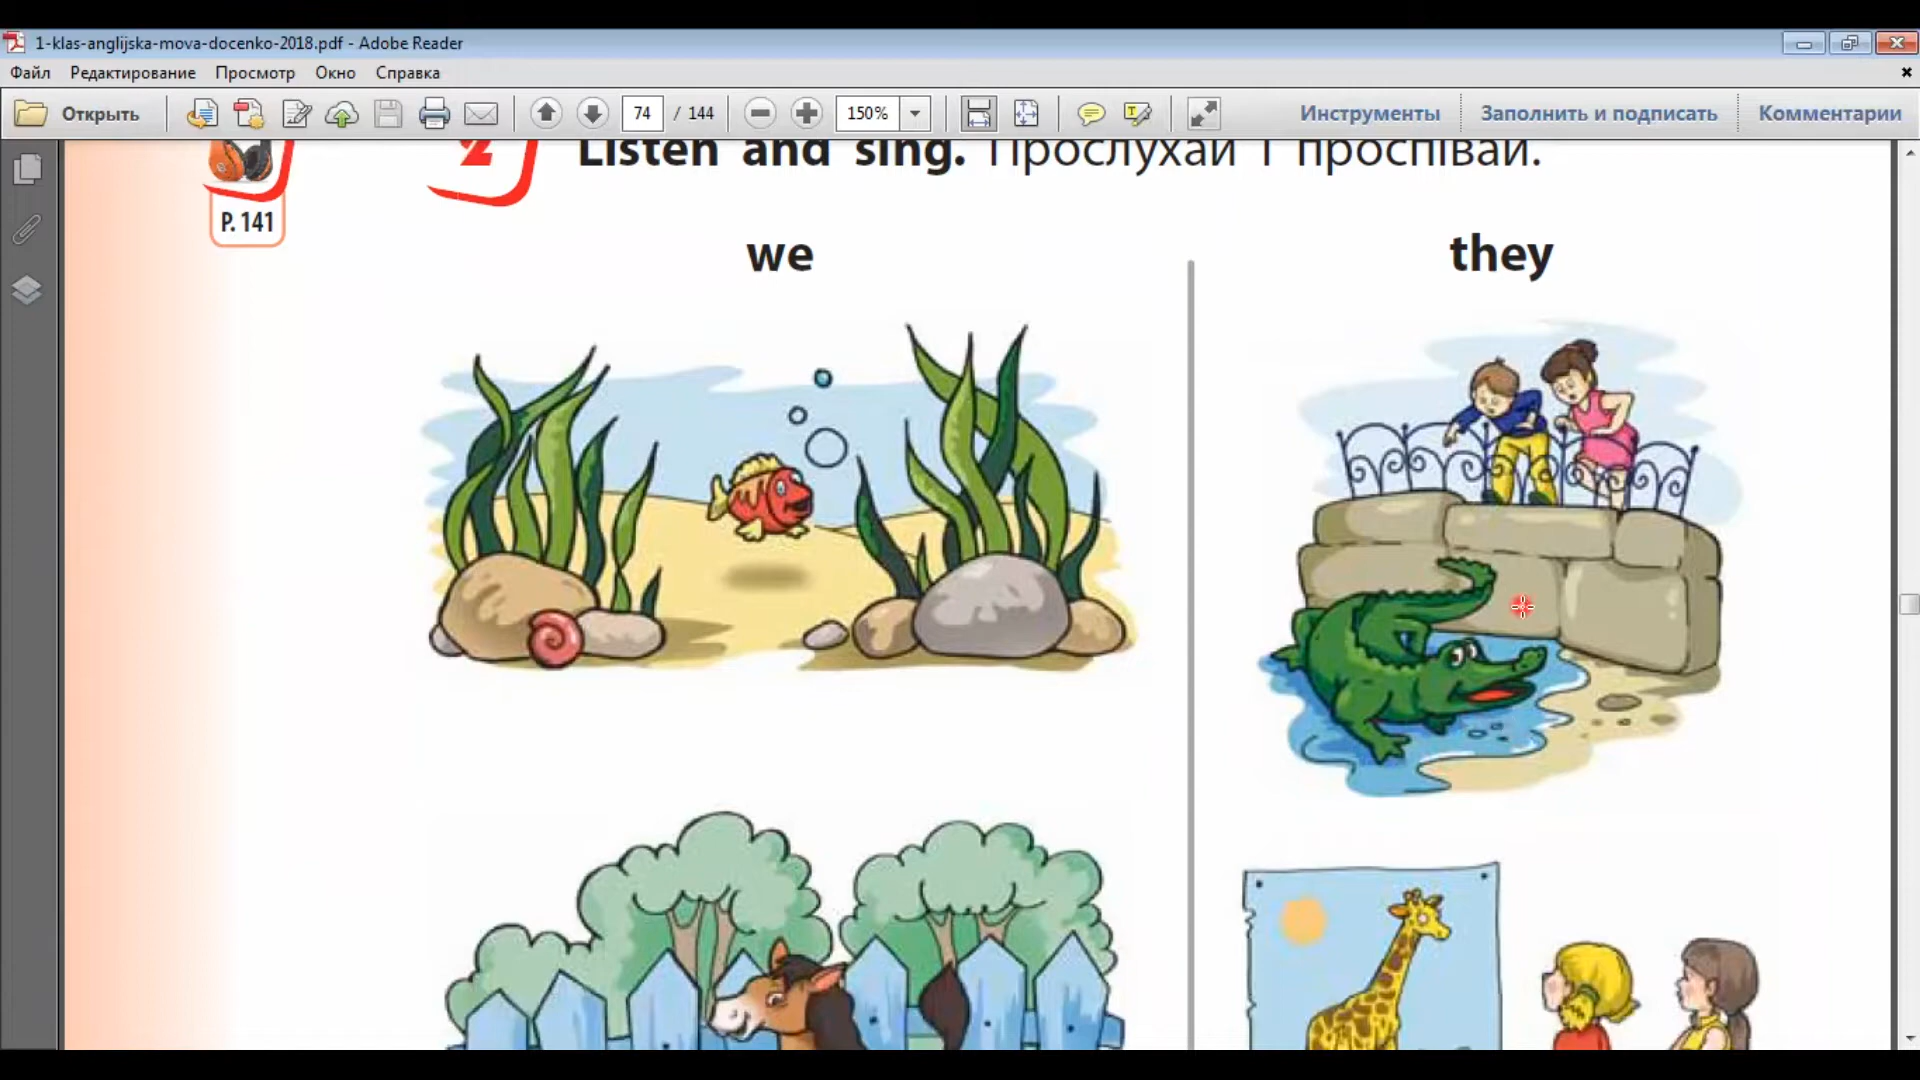 1-klas-anglijska-mova-docenko-2018.pdf - Adobe Reader
Файл Редактирование Просмотр Окно Справка
Открыть 74 / 144 150% Инструменты Заполнить и подписать Комментарии
2 Listen and sing. Прослухай і проспівай.
P. 141
we they